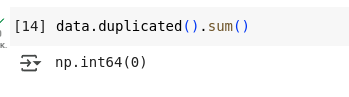 [14] data.duplicated().sum()
к.
np.int64(0)